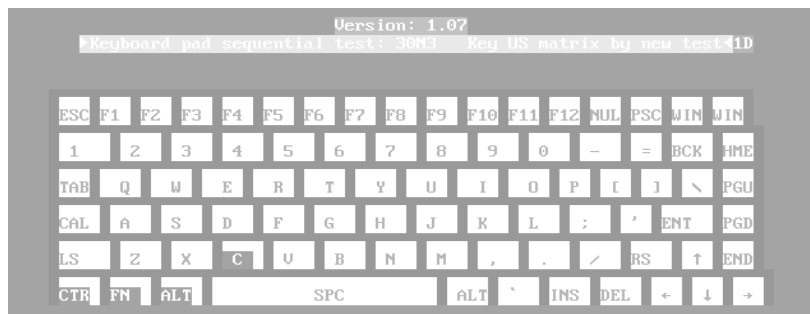 Version: 1.07
►Keyboard pad sequential test: 30N3 Key US matrix by new test◄1D
ESC F1 F2 F3 F4 F5 F6 F7 F8 F9 F10 F11 F12 NUL PSC WIN WIN
1 2 3 4 5 6 7 8 9 0 - = BCK HME
TAB Q W E R T Y U I O P [ ] \ PGU
CAL A S D F G H J K L ; ' ENT PGD
LS Z X C V B N M , . / RS ↑ END
CTR FN ALT SPC ALT ` INS DEL ← ↓ →